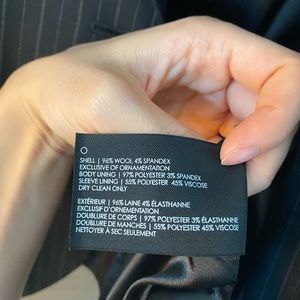 O
SHELL | 96% WOOL 4% SPANDEX
EXCLUSIVE OF ORNAMENTATION
BODY LINING | 97% POLYESTER 3% SPANDEX
SLEEVE LINING | 55% POLYESTER 45% VISCOSE
DRY CLEAN ONLY
EXTÉRIEUR | 96% LAINE 4% ÉLASTHANNE
EXCLUSIF D'ORNEMENTATION
DOUBLURE DE CORPS | 97% POLYESTER 3% ÉLASTHANNE
DOUBLURE DE MANCHES | 55% POLYESTER 45% VISCOSE
NETTOYER À SEC SEULEMENT